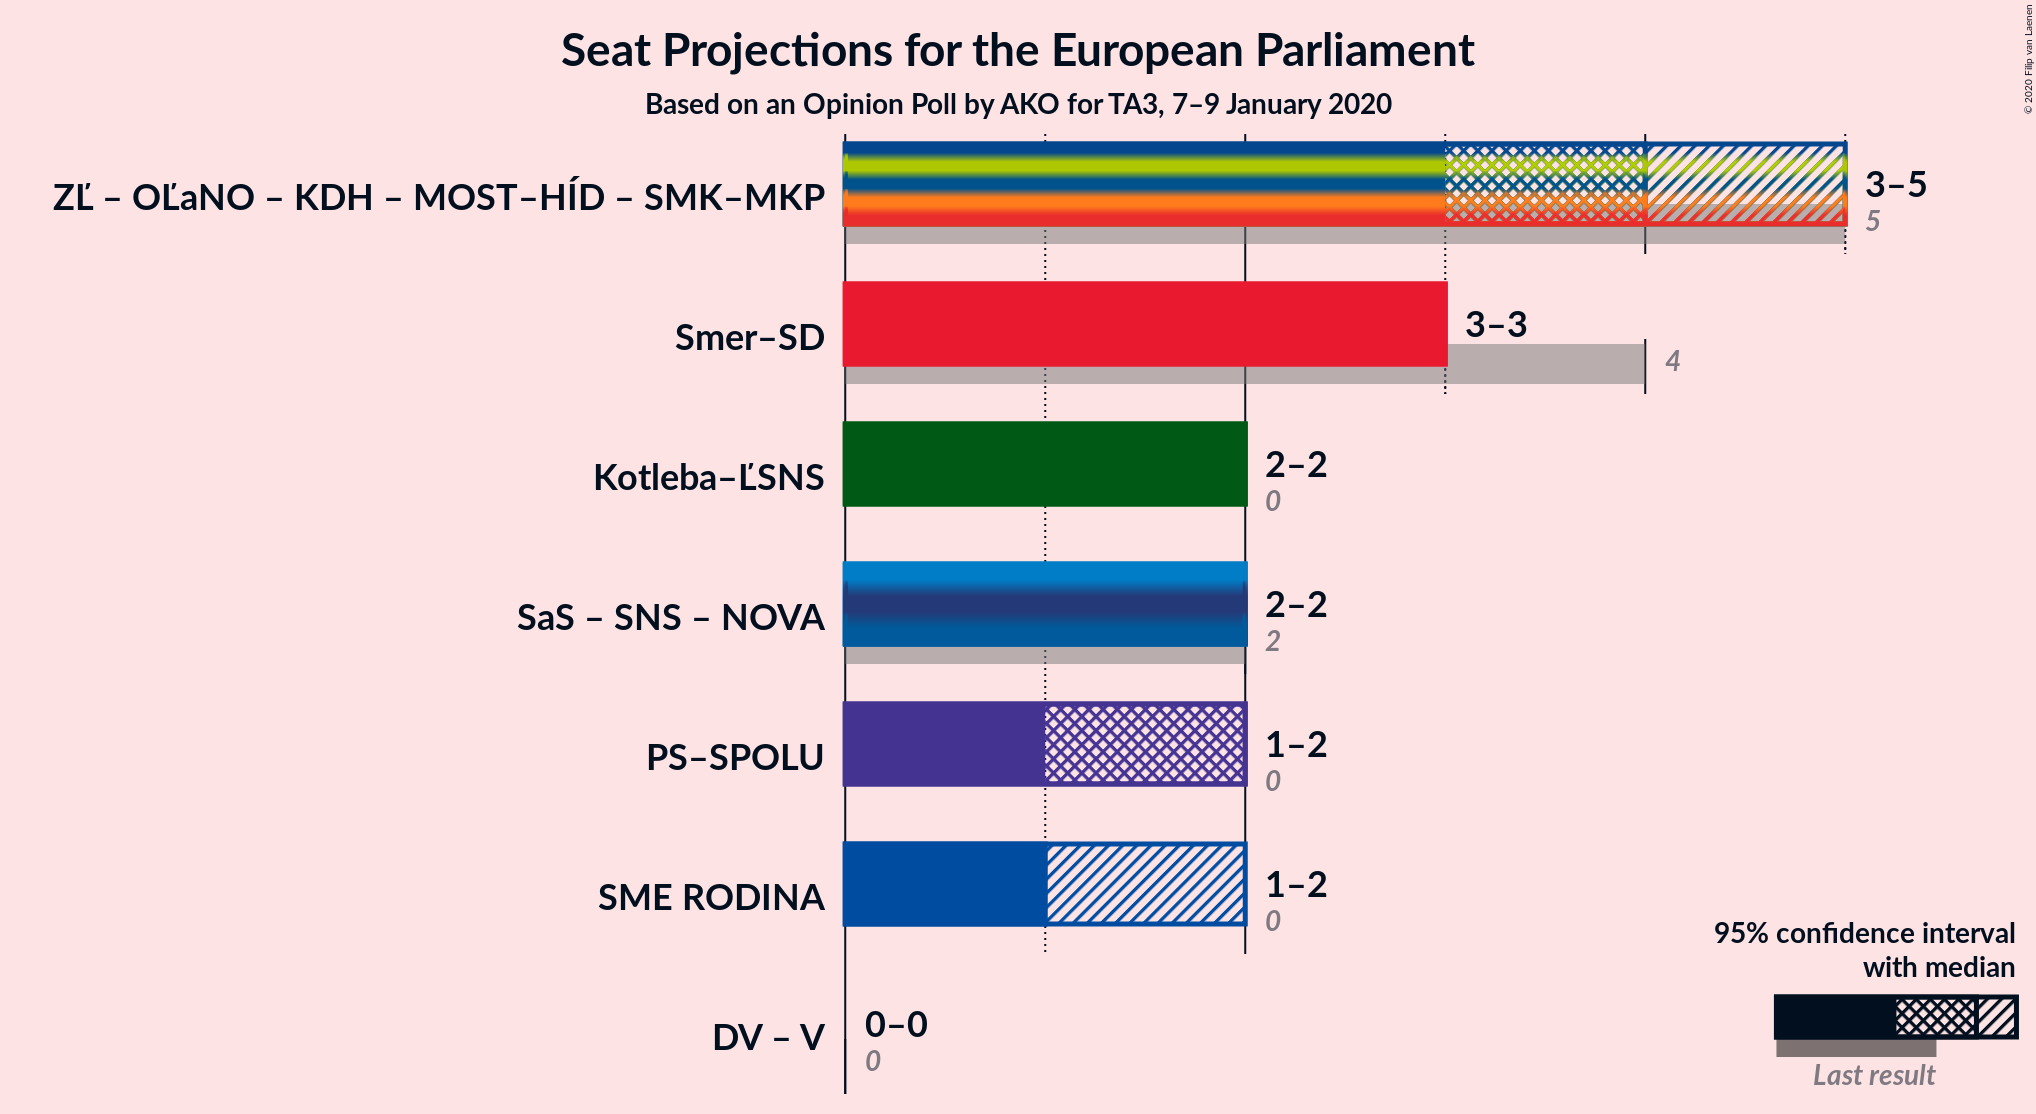 Seat Projections for the European Parliament
Based on an Opinion Poll by AKO for TA3, 7–9 January 2020
© 2020 Filip van Laenen
ZĽ – OĽaNO – KDH – MOST–HÍD – SMK–MKP
3–5
5
Smer–SD
3–3
4
Kotleba–ĽSNS
2–2
0
SaS – SNS – NOVA
2–2
2
PS–SPOLU
1–2
0
SME RODINA
1–2
0
DV – V
0–0
0
95% confidence interval
with median
Last result